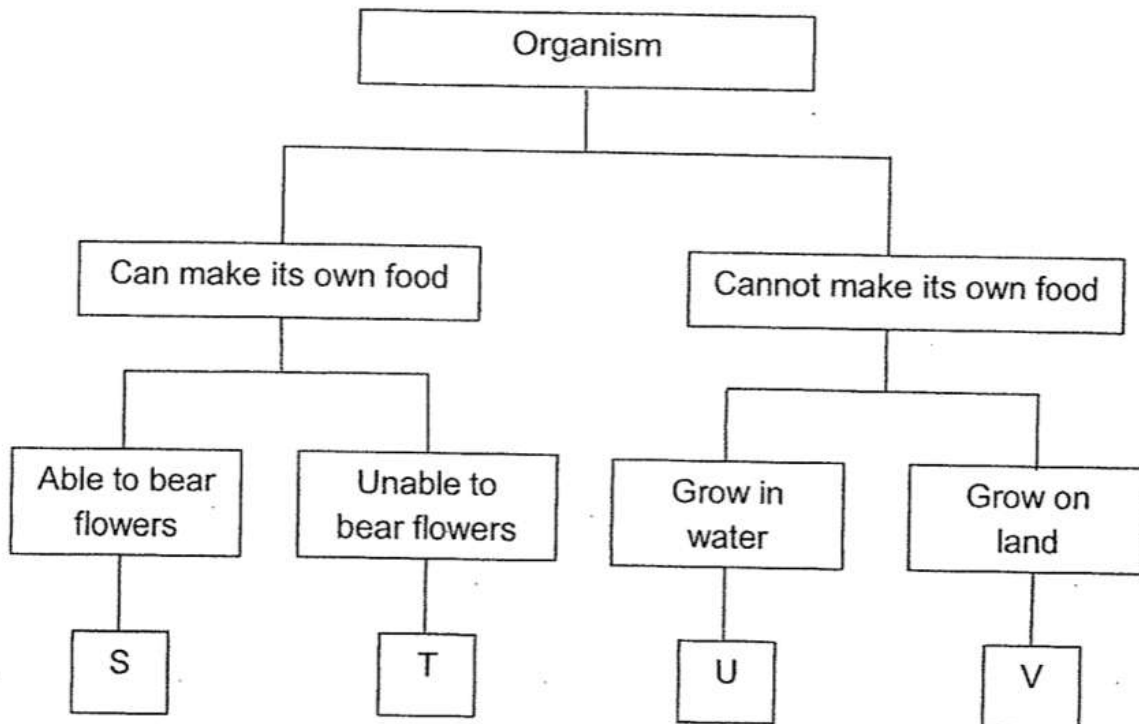 Organism
Can make its own food
Cannot make its own food
Able to bear
flowers
Unable to
bear flowers
Grow in
water
Grow on
land
S
T
U
V